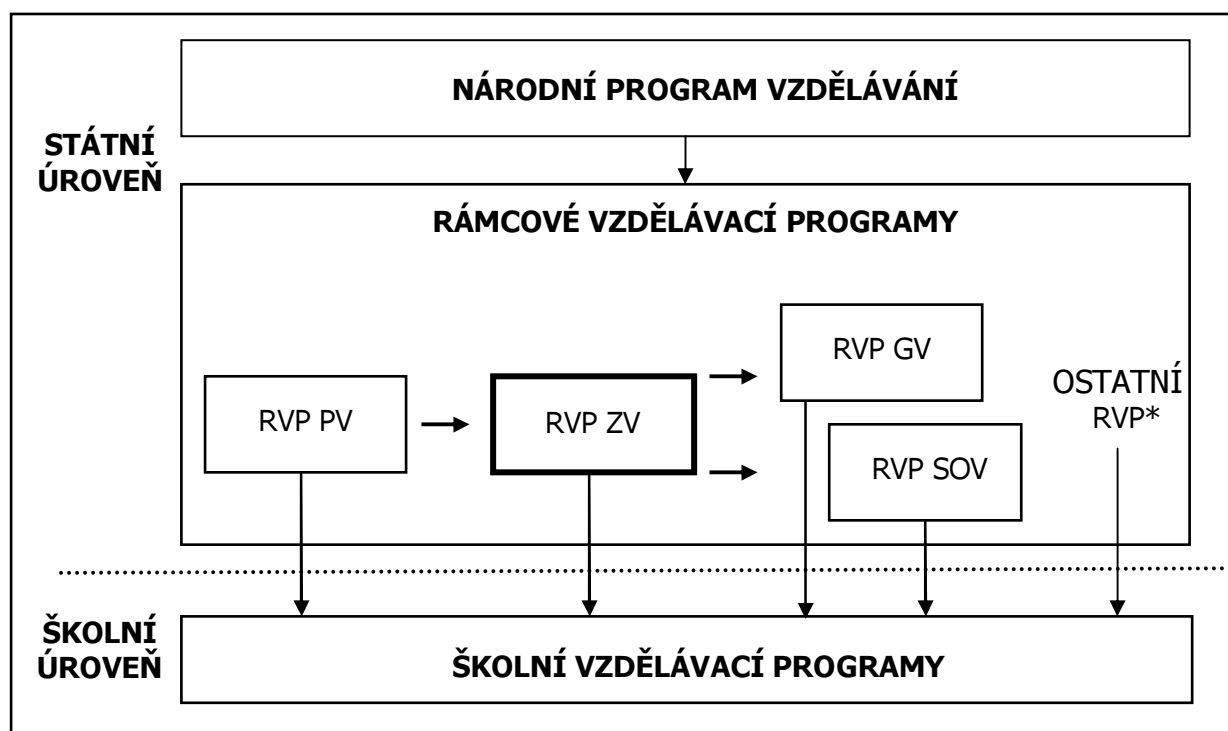 NÁRODNÍ PROGRAM VZDĚLÁVÁNÍ
STÁTNÍ
ÚROVEŇ
RÁMCOVÉ VZDĚLÁVACÍ PROGRAMY
RVP PV
RVP ZV
RVP GV
RVP SOV
OSTATNÍ
RVP*
ŠKOLNÍ
ÚROVEŇ
ŠKOLNÍ VZDĚLÁVACÍ PROGRAMY